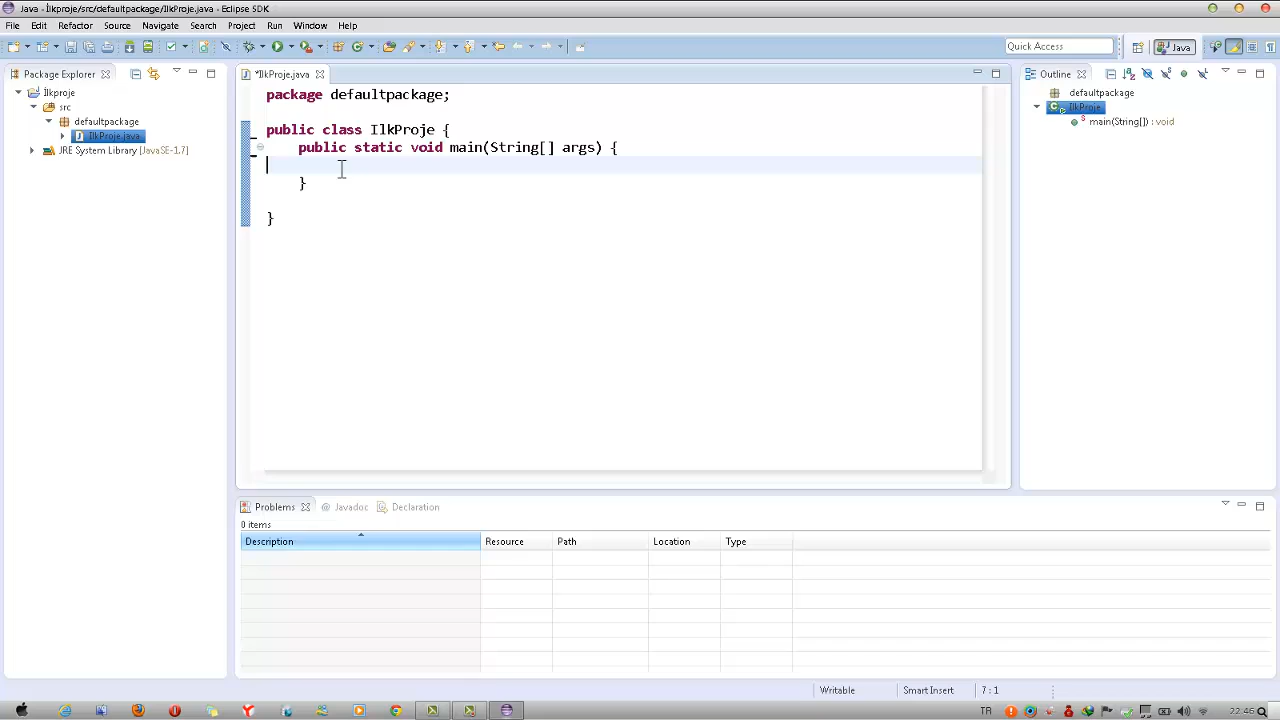 Java - İlkproje/src/defaultpackage/IlkProje.java - Eclipse SDK
File Edit Refactor Source Navigate Search Project Run Window Help
Quick Access
Java
Package Explorer
*IlkProje.java
Outline
İlkproje
src
defaultpackage
IlkProje.java
JRE System Library [JavaSE-1.7]
package defaultpackage;
public class IlkProje {
public static void main(String[] args) {
}
}
defaultpackage
IlkProje
main(String[]) : void
Problems @ Javadoc Declaration
0 items
Description Resource Path Location Type
Writable Smart Insert 7 : 1
TR 22:46